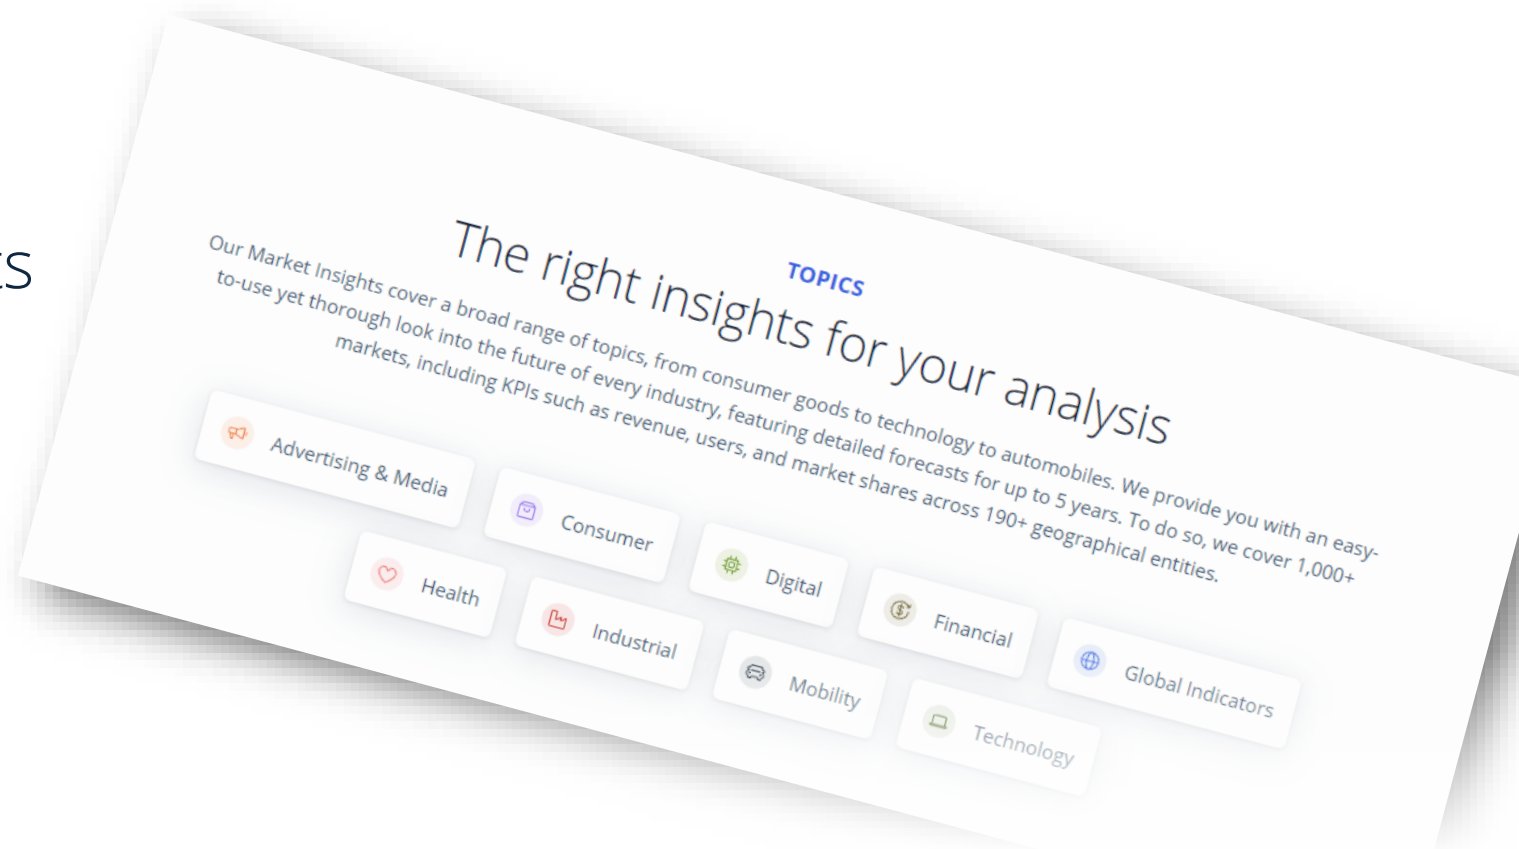 TOPICS
The right insights for your analysis
Our Market Insights cover a broad range of topics, from consumer goods to technology to automobiles. We provide you with an easy-
to-use yet thorough look into the future of every industry, featuring detailed forecasts for up to 5 years. To do so, we cover 1,000+
markets, including KPIs such as revenue, users, and market shares across 190+ geographical entities.
Advertising & Media
Consumer
Digital
Financial
Global Indicators
Health
Industrial
Mobility
Technology